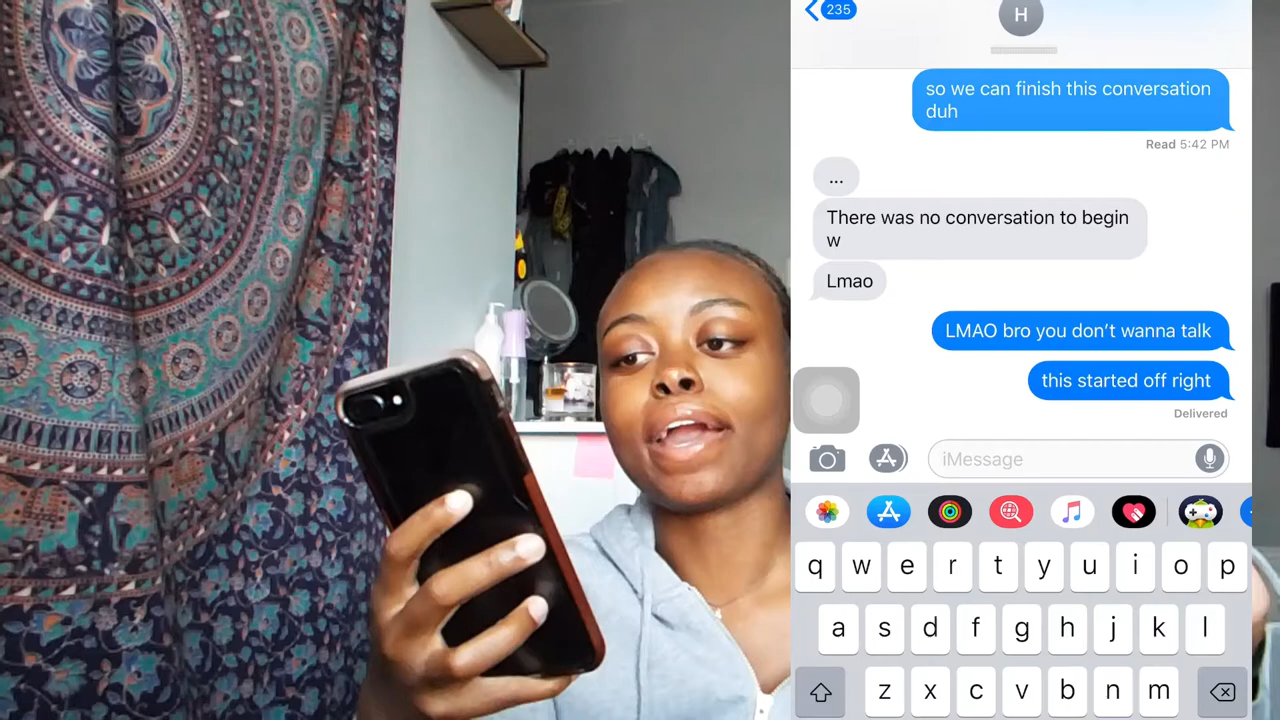 235
H
so we can finish this conversation
duh
Read 5:42 PM
...
There was no conversation to begin
w
Lmao
LMAO bro you don’t wanna talk
this started off right
Delivered
iMessage
q w e r t y u i o p
a s d f g h j k l
z x c v b n m